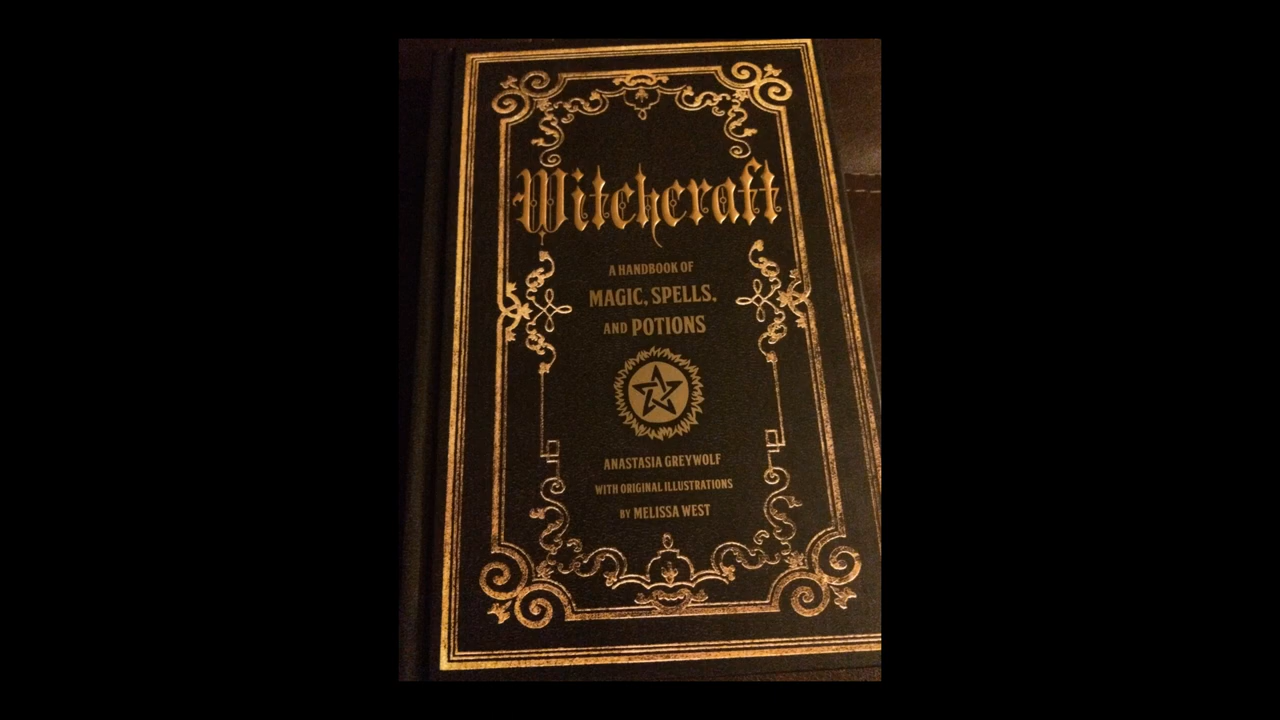 Witchcraft
A HANDBOOK OF
MAGIC, SPELLS,
AND POTIONS
ANASTASIA GREYWOLF
WITH ORIGINAL ILLUSTRATIONS
BY MELISSA WEST